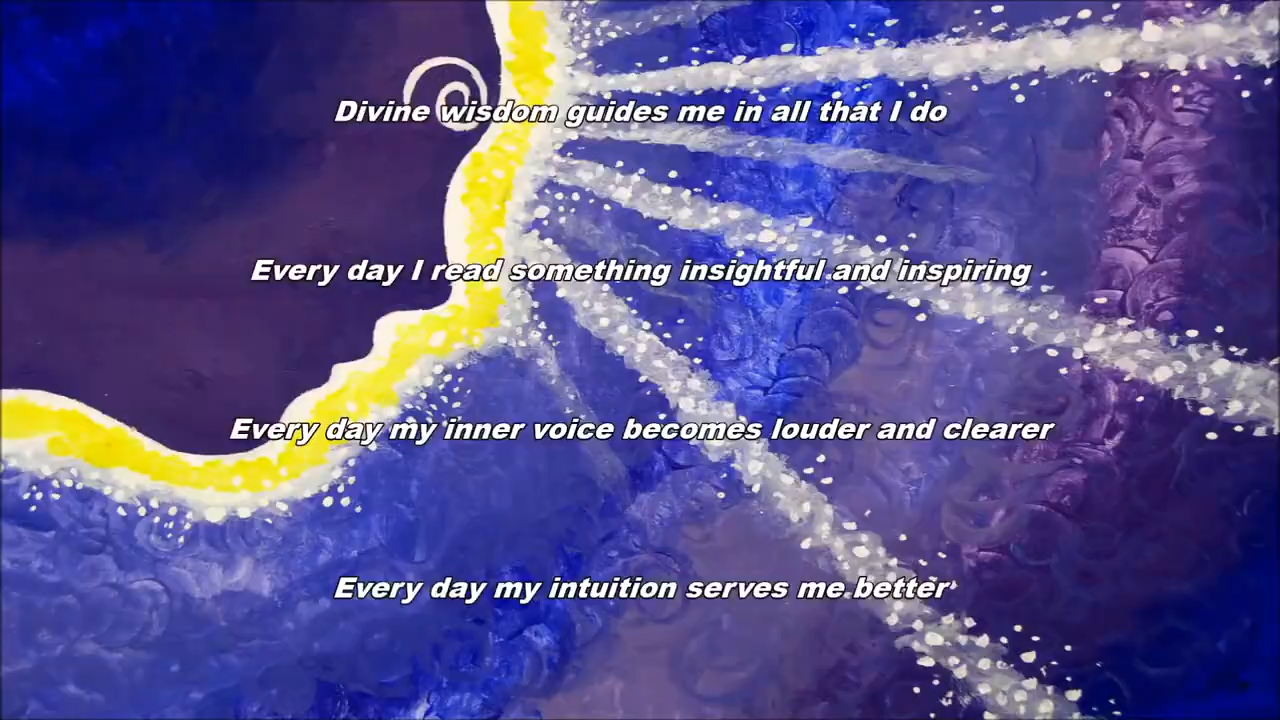 Divine wisdom guides me in all that I do
Every day I read something insightful and inspiring
Every day my inner voice becomes louder and clearer
Every day my intuition serves me better